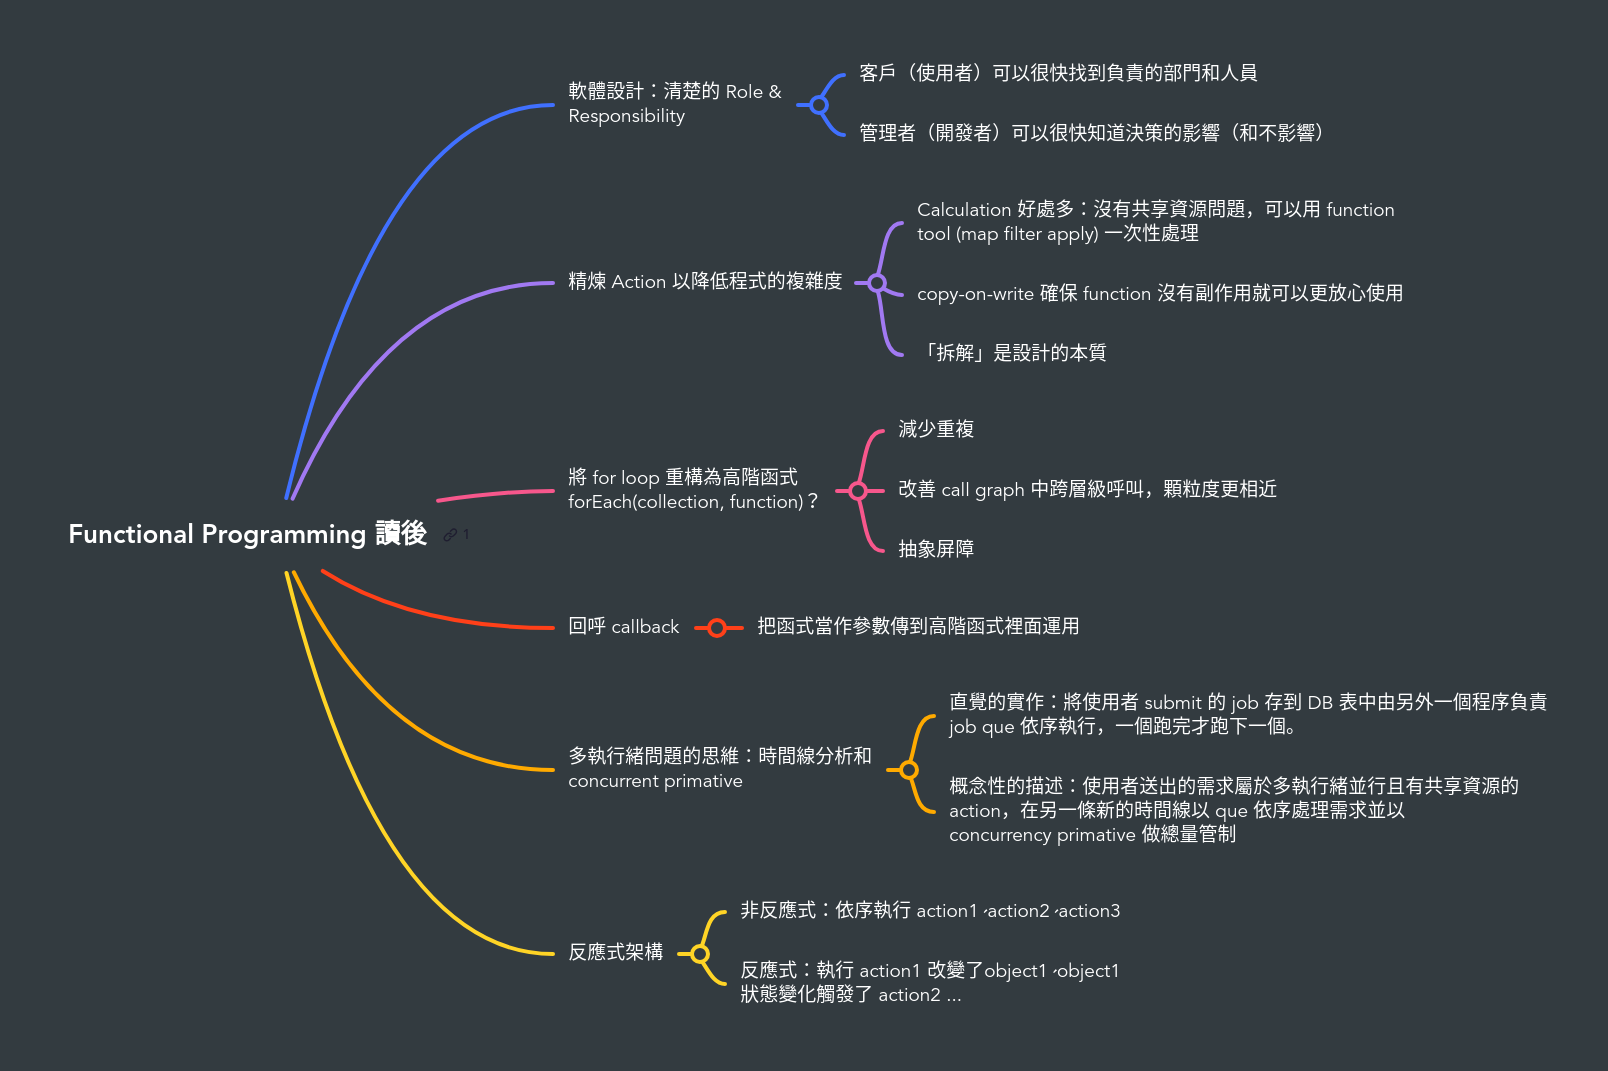 軟體設計：清楚的 Role &
Responsibility
客戶（使用者）可以很快找到負責的部門和人員
管理者（開發者）可以很快知道決策的影響（和不影響）
精煉 Action 以降低程式的複雜度
Calculation 好處多：沒有共享資源問題，可以用 function
tool (map filter apply) 一次性處理
copy-on-write 確保 function 沒有副作用就可以更放心使用
「拆解」是設計的本質
將 for loop 重構為高階函式
forEach(collection, function)？
減少重複
改善 call graph 中跨層級呼叫，顆粒度更相近
抽象屏障
Functional Programming 讀後
1
回呼 callback
把函式當作參數傳到高階函式裡面運用
多執行緒問題的思維：時間線分析和
concurrent primative
直覺的實作：將使用者 submit 的 job 存到 DB 表中由另外一個程序負責
job que 依序執行，一個跑完才跑下一個。
概念性的描述：使用者送出的需求屬於多執行緒並行且有共享資源的
action，在另一條新的時間線以 que 依序處理需求並以
concurrency primative 做總量管制
反應式架構
非反應式：依序執行 action1、action2、action3
反應式：執行 action1 改變了object1、object1
狀態變化觸發了 action2 ...